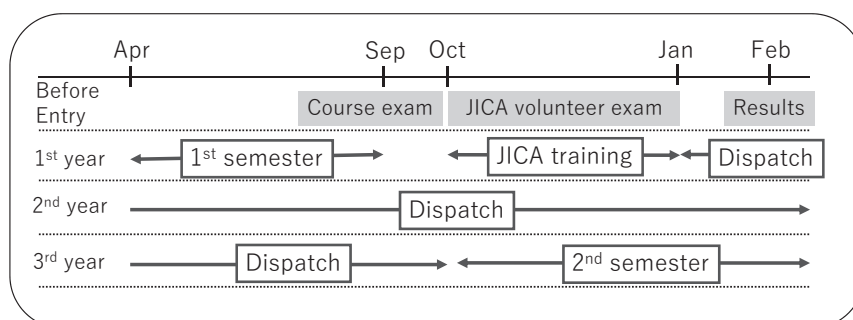 Apr Sep Oct Jan Feb
Before
Entry
Course exam JICA volunteer exam Results
1st year 1st semester JICA training Dispatch
2nd year Dispatch
3rd year Dispatch 2nd semester